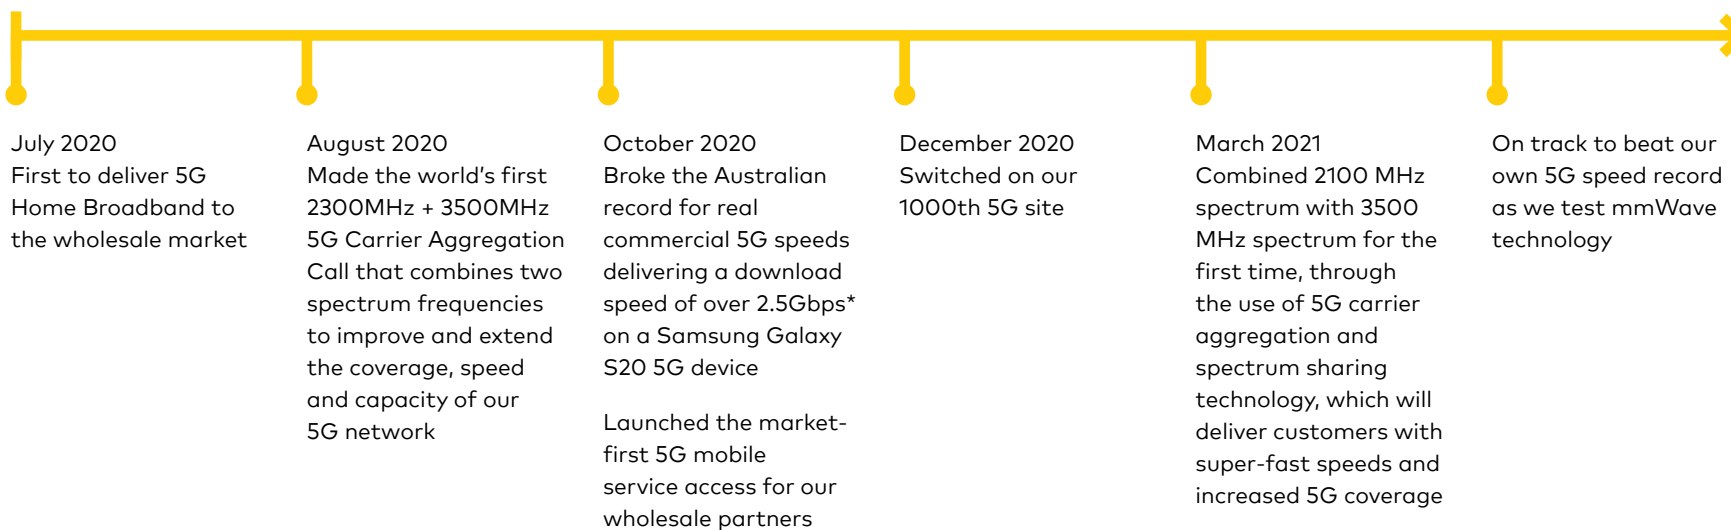 July 2020
First to deliver 5G
Home Broadband to
the wholesale market
August 2020
Made the world's first
2300MHz + 3500MHz
5G Carrier Aggregation
Call that combines two
spectrum frequencies
to improve and extend
the coverage, speed
and capacity of our
5G network
October 2020
Broke the Australian
record for real
commercial 5G speeds
delivering a download
speed of over 2.5Gbps*
on a Samsung Galaxy
S20 5G device
Launched the market-
first 5G mobile
service access for our
wholesale partners
December 2020
Switched on our
1000th 5G site
March 2021
Combined 2100 MHz
spectrum with 3500
MHz spectrum for the
first time, through
the use of 5G carrier
aggregation and
spectrum sharing
technology, which will
deliver customers with
super-fast speeds and
increased 5G coverage
On track to beat our
own 5G speed record
as we test mmWave
technology